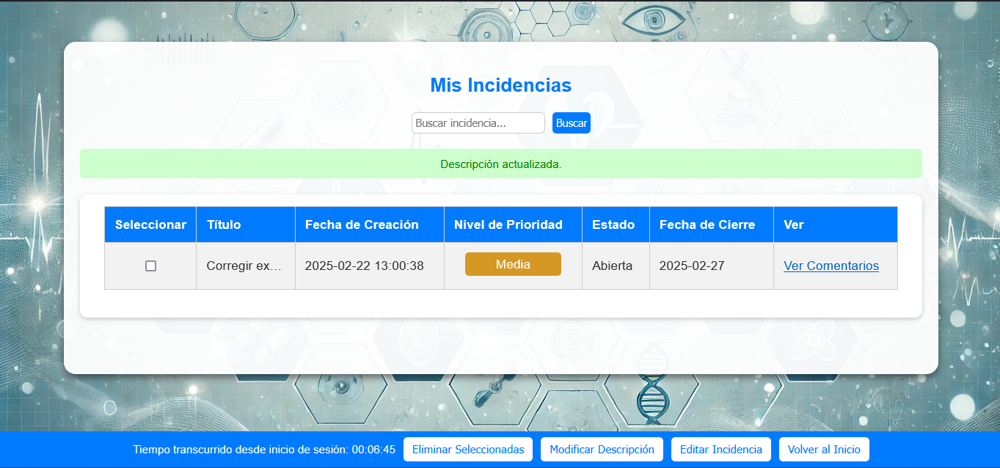 Mis Incidencias
Buscar incidencia... Buscar
Descripción actualizada.
Seleccionar Título Fecha de Creación Nivel de Prioridad Estado Fecha de Cierre Ver
Corregir ex... 2025-02-22 13:00:38 Media Abierta 2025-02-27 Ver Comentarios
Tiempo transcurrido desde inicio de sesión: 00:06:45 Eliminar Seleccionadas Modificar Descripción Editar Incidencia Volver al Inicio